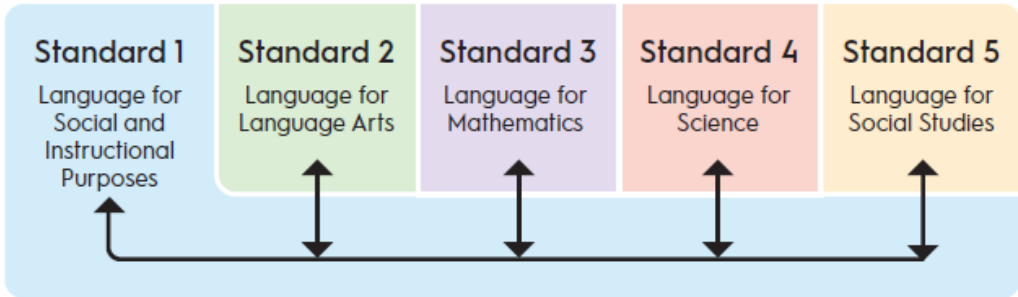 Standard 1
Language for
Social and
Instructional
Purposes
Standard 2
Language for
Language Arts
Standard 3
Language for
Mathematics
Standard 4
Language for
Science
Standard 5
Language for
Social Studies